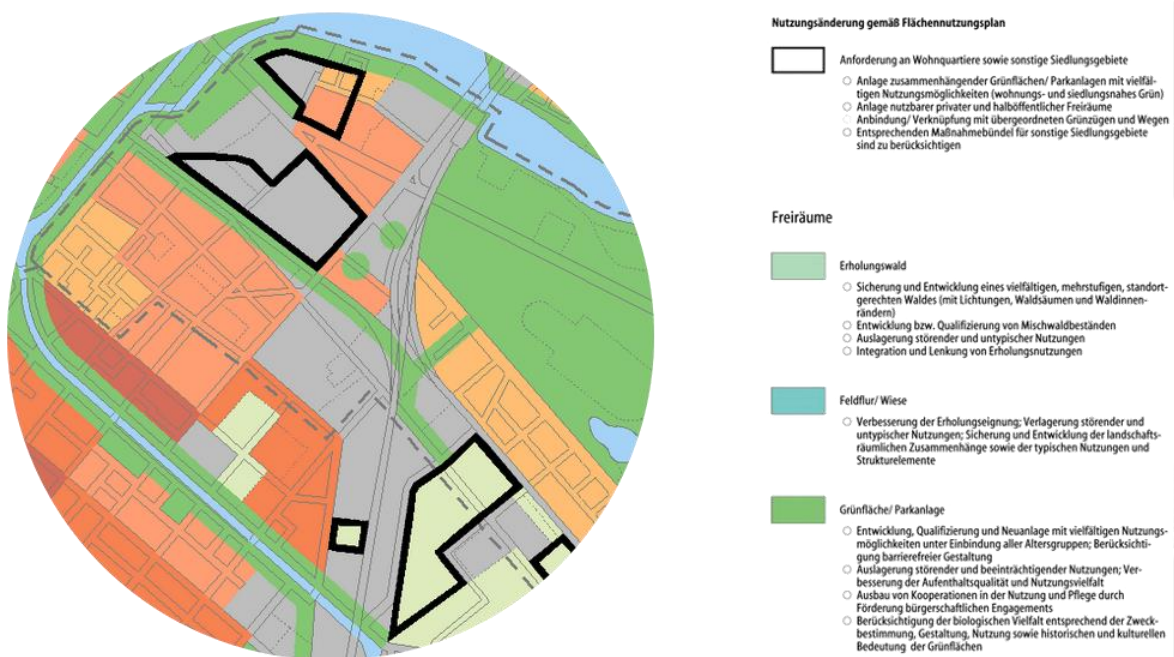 Nutzungsänderung gemäß Flächennutzungsplan
Anforderung an Wohnquartiere sowie sonstige Siedlungsgebiete
○ Anlage zusammenhängender Grünflächen/ Parkanlagen mit vielfäl-
tigen Nutzungsmöglichkeiten (wohnungs- und siedlungsnahes Grün)
○ Anlage nutzbarer privater und halböffentlicher Freiräume
○ Anbindung/ Verknüpfung mit übergeordneten Grünzügen und Wegen
○ Entsprechenden Maßnahmebündel für sonstige Siedlungsgebiete
sind zu berücksichtigen
Freiräume
Erholungswald
○ Sicherung und Entwicklung eines vielfältigen, mehrstufigen, standort-
gerechten Waldes (mit Lichtungen, Waldsäumen und Waldinnen-
rändern)
○ Entwicklung bzw. Qualifizierung von Mischwaldbeständen
○ Auslagerung störender und untypischer Nutzungen
○ Integration und Lenkung von Erholungsnutzungen
Feldflur/ Wiese
○ Verbesserung der Erholungseignung; Verlagerung störender und
untypischer Nutzungen; Sicherung und Entwicklung der landschafts-
räumlichen Zusammenhänge sowie der typischen Nutzungen und
Strukturelemente
Grünfläche/ Parkanlage
○ Entwicklung, Qualifizierung und Neuanlage mit vielfältigen Nutzungs-
möglichkeiten unter Einbindung aller Altersgruppen; Berücksichti-
gung barrierefreier Gestaltung
○ Auslagerung störender und beeinträchtigender Nutzungen; Ver-
besserung der Aufenthaltsqualität und Nutzungsvielfalt
○ Ausbau von Kooperationen in der Nutzung und Pflege durch
Förderung bürgerschaftlichen Engagements
○ Berücksichtigung der biologischen Vielfalt entsprechend der Zweck-
bestimmung, Gestaltung, Nutzung sowie historischen und kulturellen
Bedeutung der Grünflächen